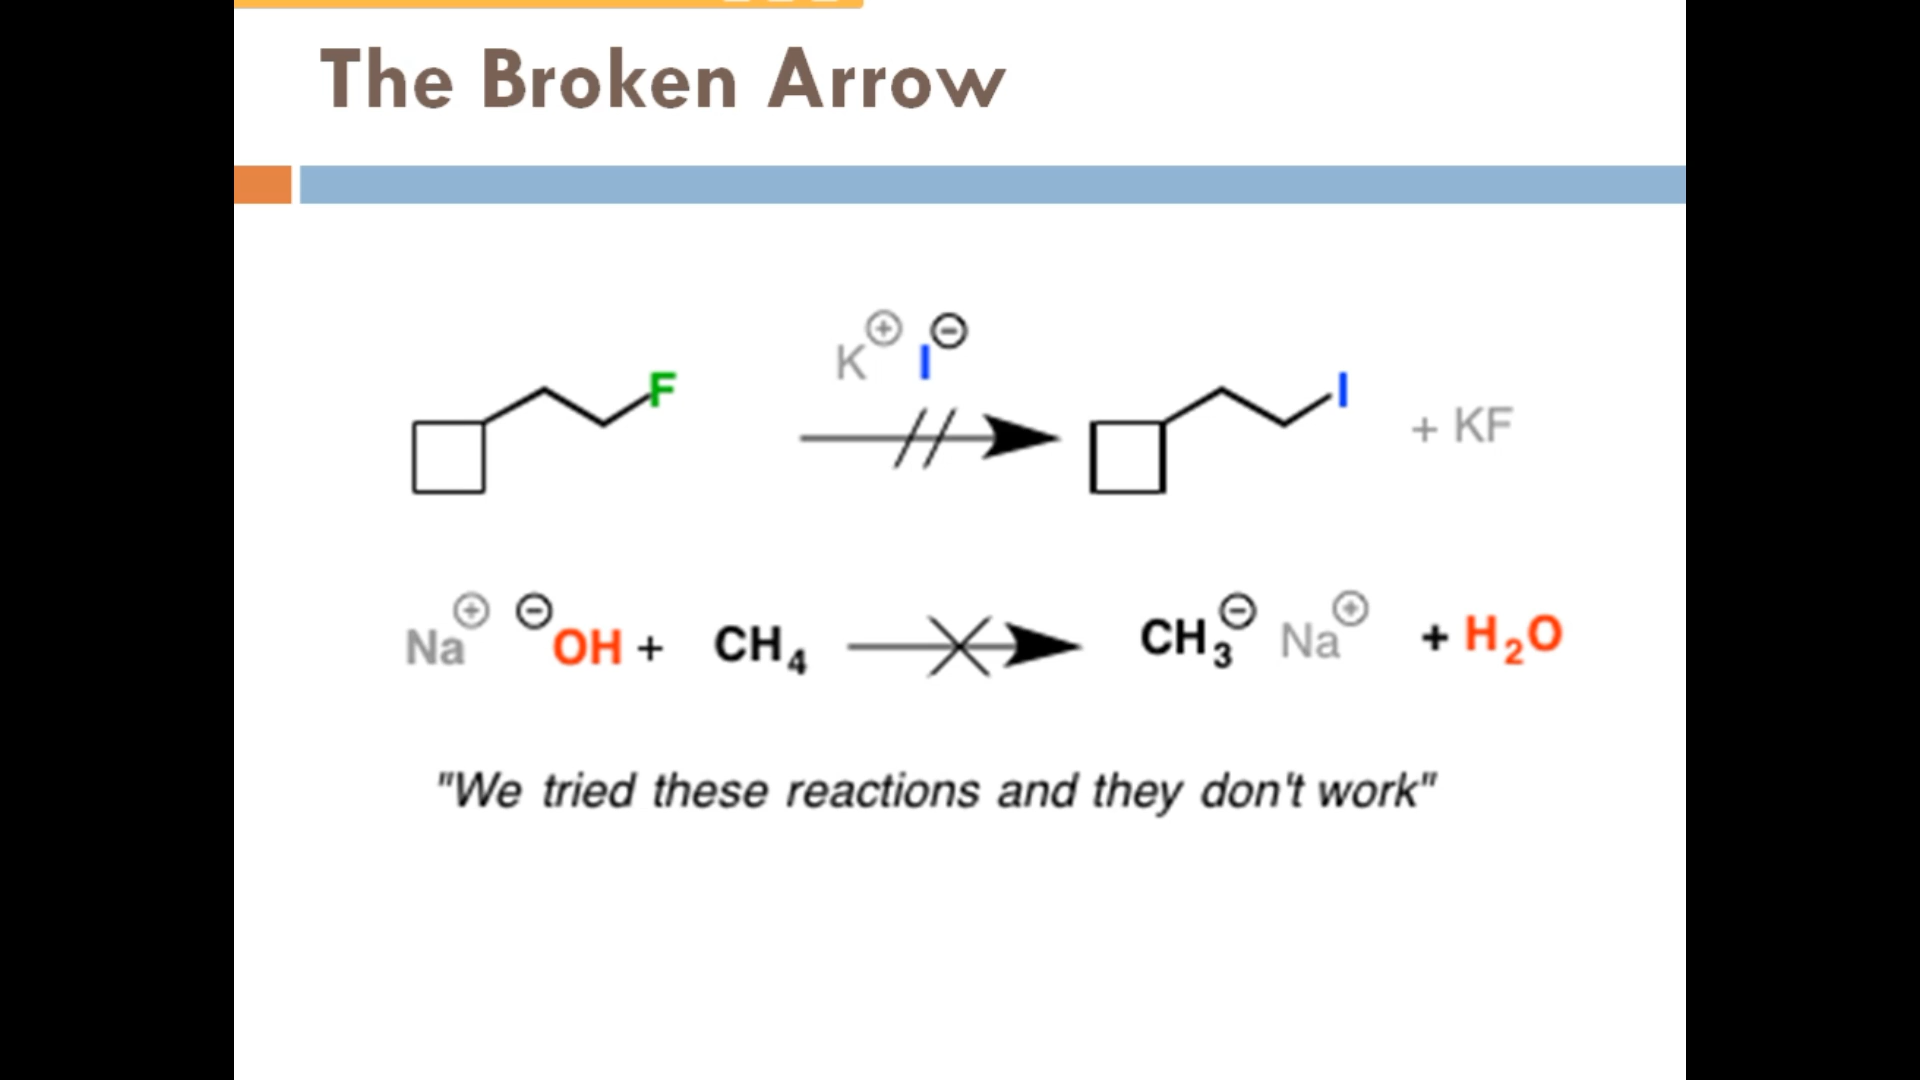 The Broken Arrow
K⊕ I⊖
F
I
+ KF
Na⊕ ⊖OH + CH₄
CH₃⊖ Na⊕ + H₂O
"We tried these reactions and they don't work"